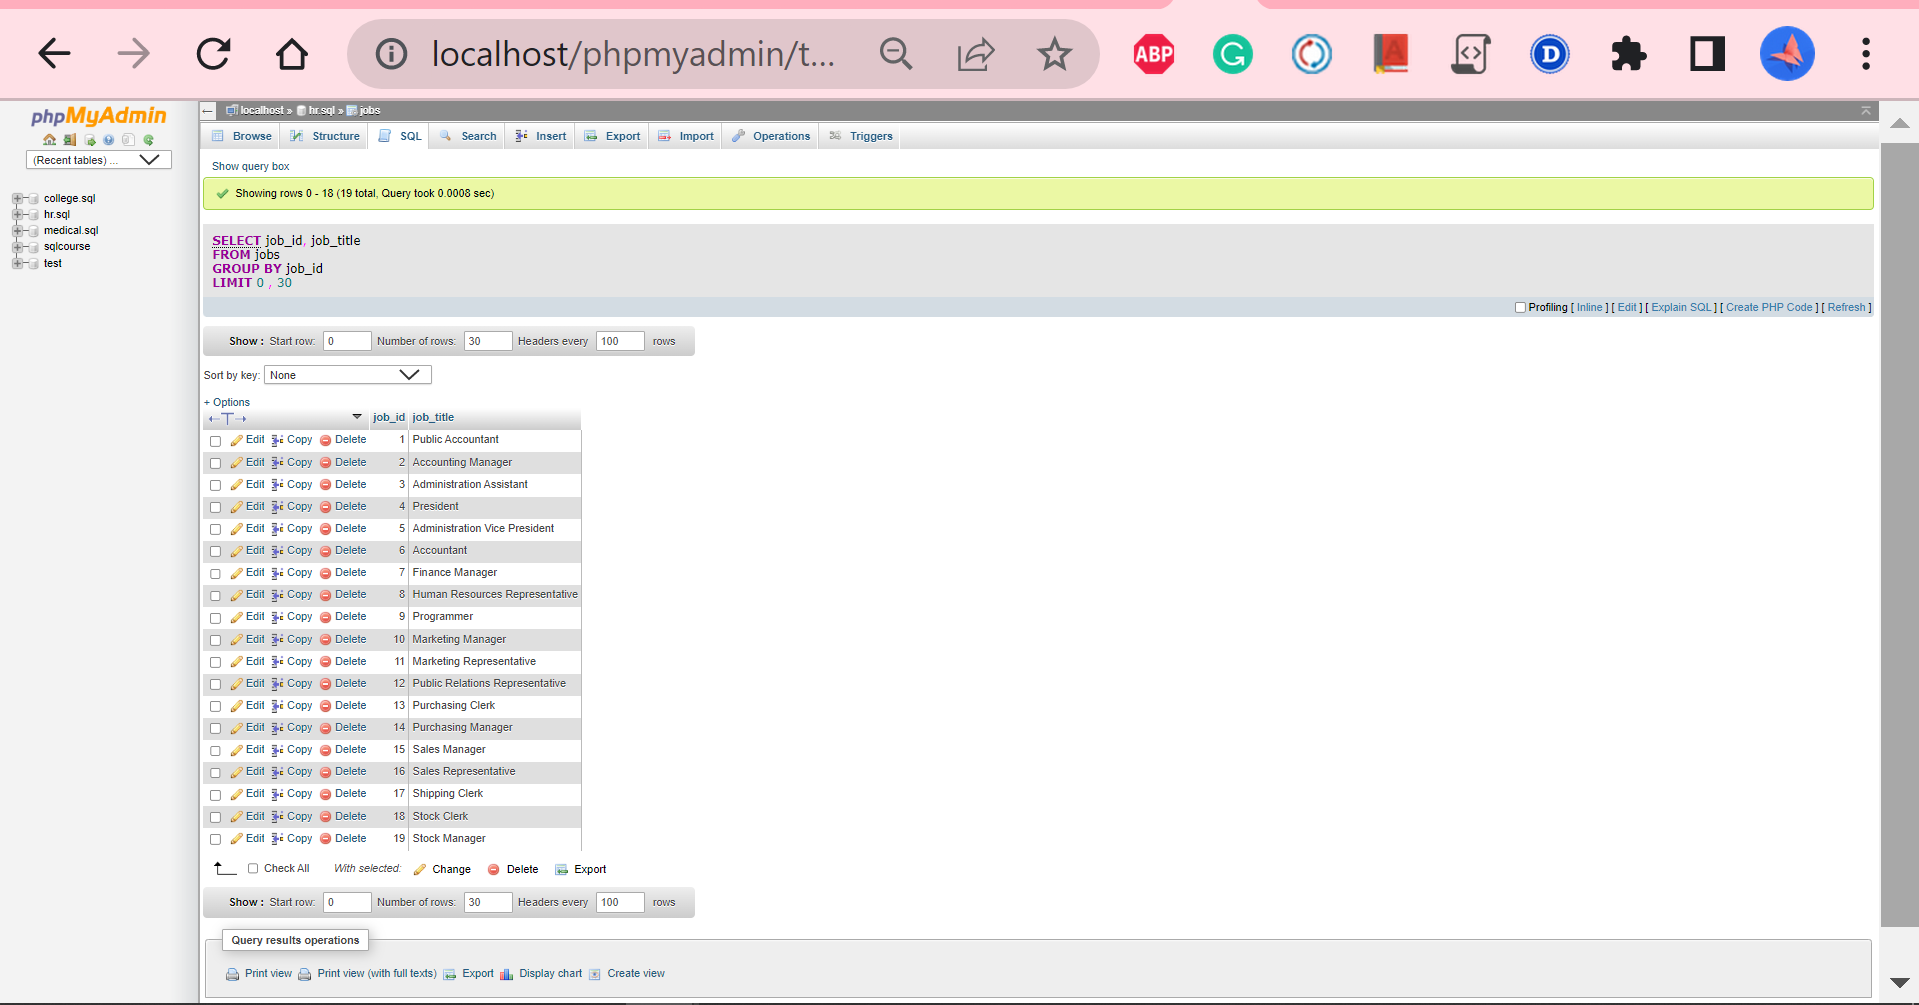 localhost/phpmyadmin/t...
ABP
G
A
D
phpMyAdmin
(Recent tables) ...
college.sql
hr.sql
medical.sql
sqlcourse
test
localhost » hr.sql » jobs
Browse Structure SQL Search Insert Export Import Operations Triggers
Show query box
Showing rows 0 - 18 (19 total, Query took 0.0008 sec)
SELECT job_id, job_title
FROM jobs
GROUP BY job_id
LIMIT 0 , 30
Profiling [ Inline ] [ Edit ] [ Explain SQL ] [ Create PHP Code ] [ Refresh ]
Show : Start row: 0 Number of rows: 30 Headers every 100 rows
Sort by key: None
+ Options
←T→ job_id job_title
Edit Copy Delete 1 Public Accountant
Edit Copy Delete 2 Accounting Manager
Edit Copy Delete 3 Administration Assistant
Edit Copy Delete 4 President
Edit Copy Delete 5 Administration Vice President
Edit Copy Delete 6 Accountant
Edit Copy Delete 7 Finance Manager
Edit Copy Delete 8 Human Resources Representative
Edit Copy Delete 9 Programmer
Edit Copy Delete 10 Marketing Manager
Edit Copy Delete 11 Marketing Representative
Edit Copy Delete 12 Public Relations Representative
Edit Copy Delete 13 Purchasing Clerk
Edit Copy Delete 14 Purchasing Manager
Edit Copy Delete 15 Sales Manager
Edit Copy Delete 16 Sales Representative
Edit Copy Delete 17 Shipping Clerk
Edit Copy Delete 18 Stock Clerk
Edit Copy Delete 19 Stock Manager
Check All With selected: Change Delete Export
Show : Start row: 0 Number of rows: 30 Headers every 100 rows
Query results operations
Print view Print view (with full texts) Export Display chart Create view